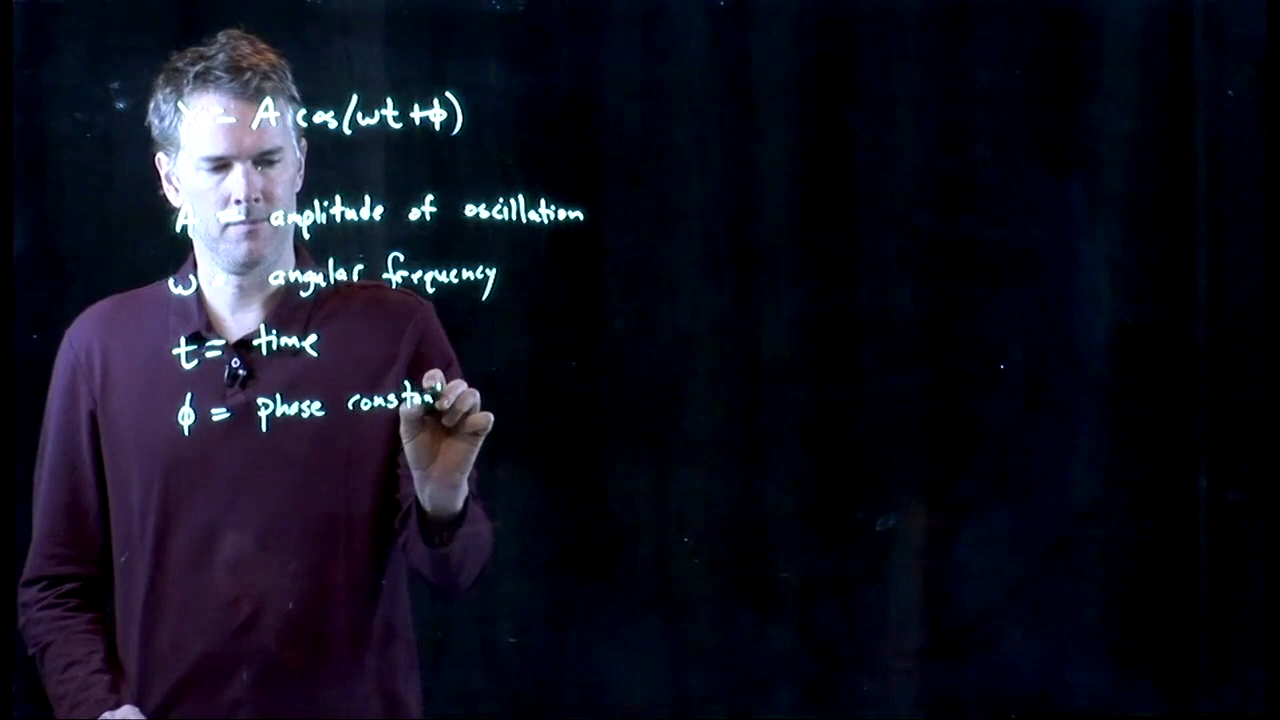 X = A cos(ωt+ϕ)
A = amplitude of oscillation
ω = angular frequency
t = time
ϕ = phase constant